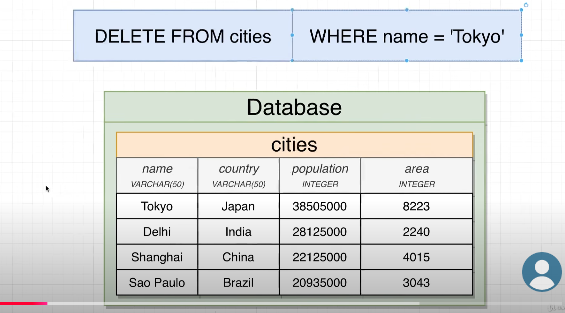 DELETE FROM cities WHERE name = 'Tokyo'
Database
cities
name country population area
VARCHAR(50) VARCHAR(50) INTEGER INTEGER
Tokyo Japan 38505000 8223
Delhi India 28125000 2240
Shanghai China 22125000 4015
Sao Paulo Brazil 20935000 3043